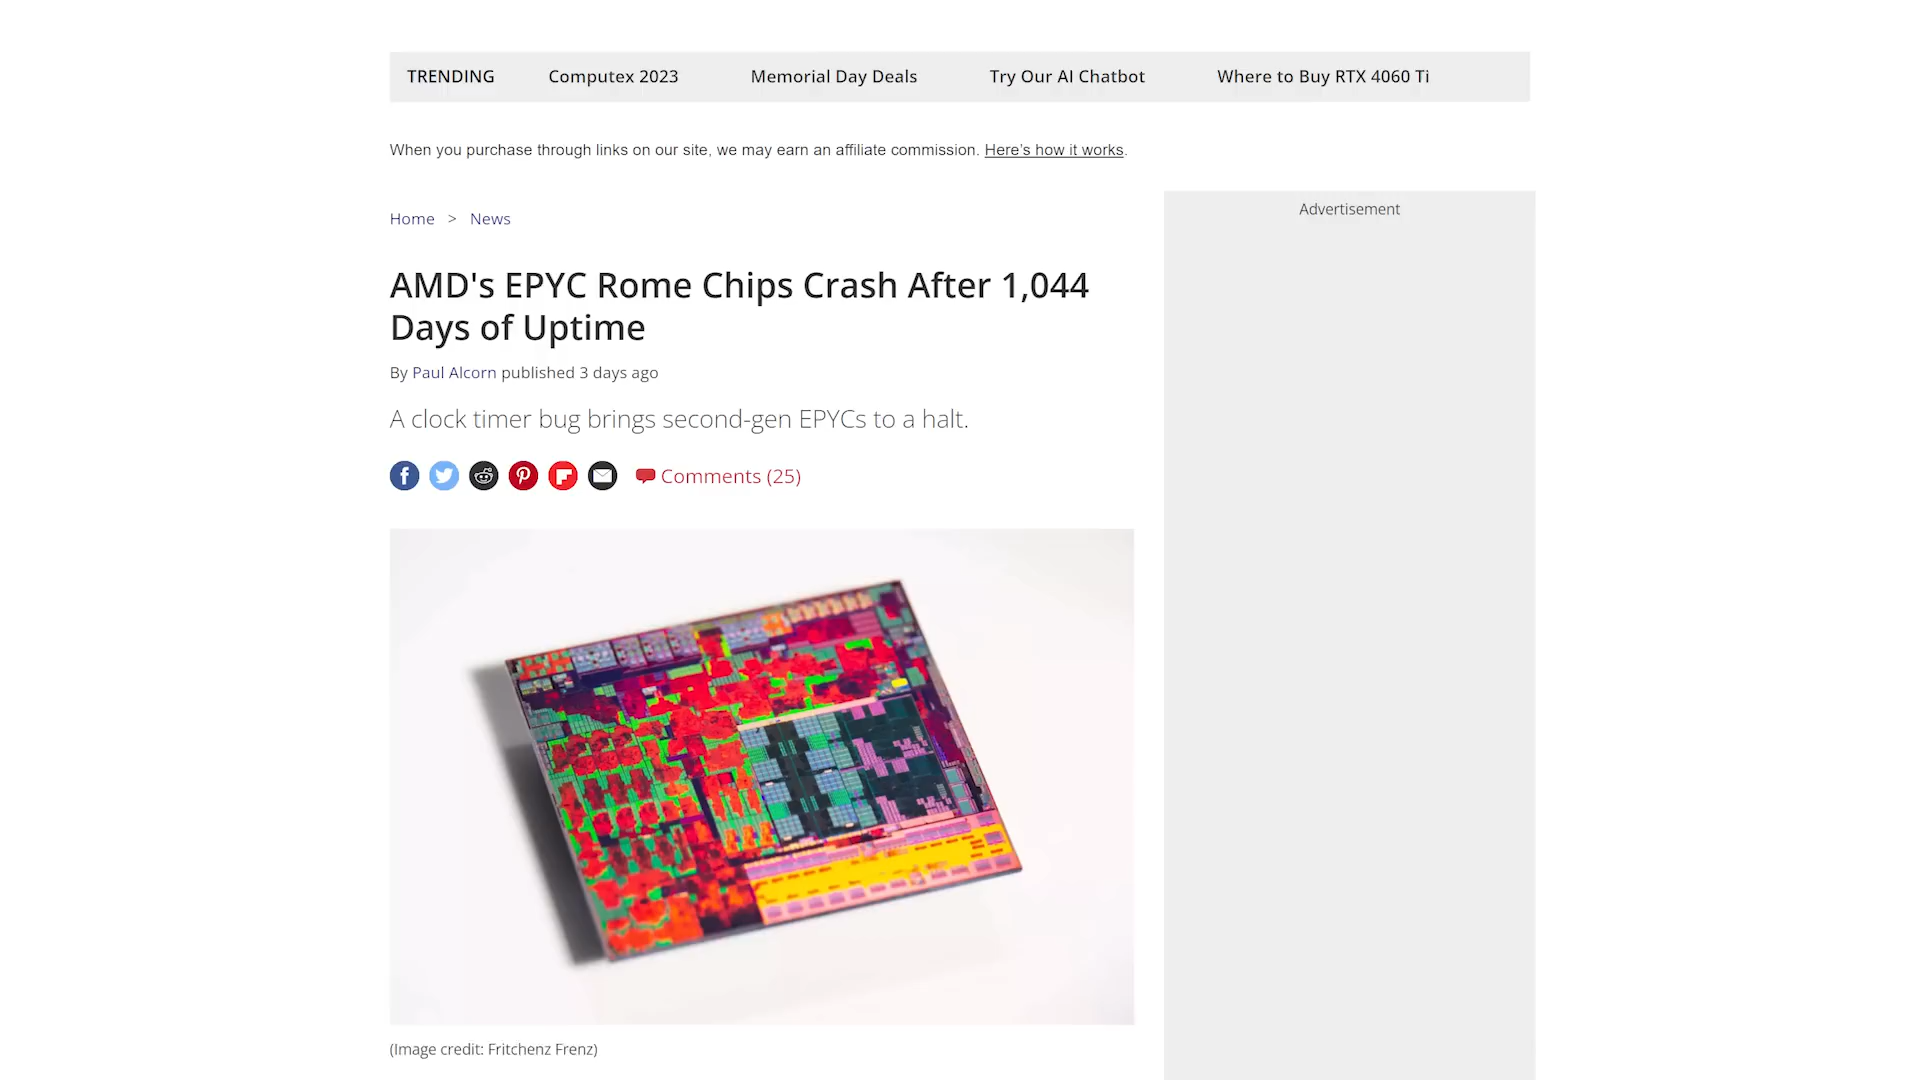 TRENDING Computex 2023 Memorial Day Deals Try Our AI Chatbot Where to Buy RTX 4060 Ti
When you purchase through links on our site, we may earn an affiliate commission. Here’s how it works.
Advertisement
Home > News
AMD's EPYC Rome Chips Crash After 1,044
Days of Uptime
By Paul Alcorn published 3 days ago
A clock timer bug brings second-gen EPYCs to a halt.
Comments (25)
(Image credit: Fritchenz Frenz)